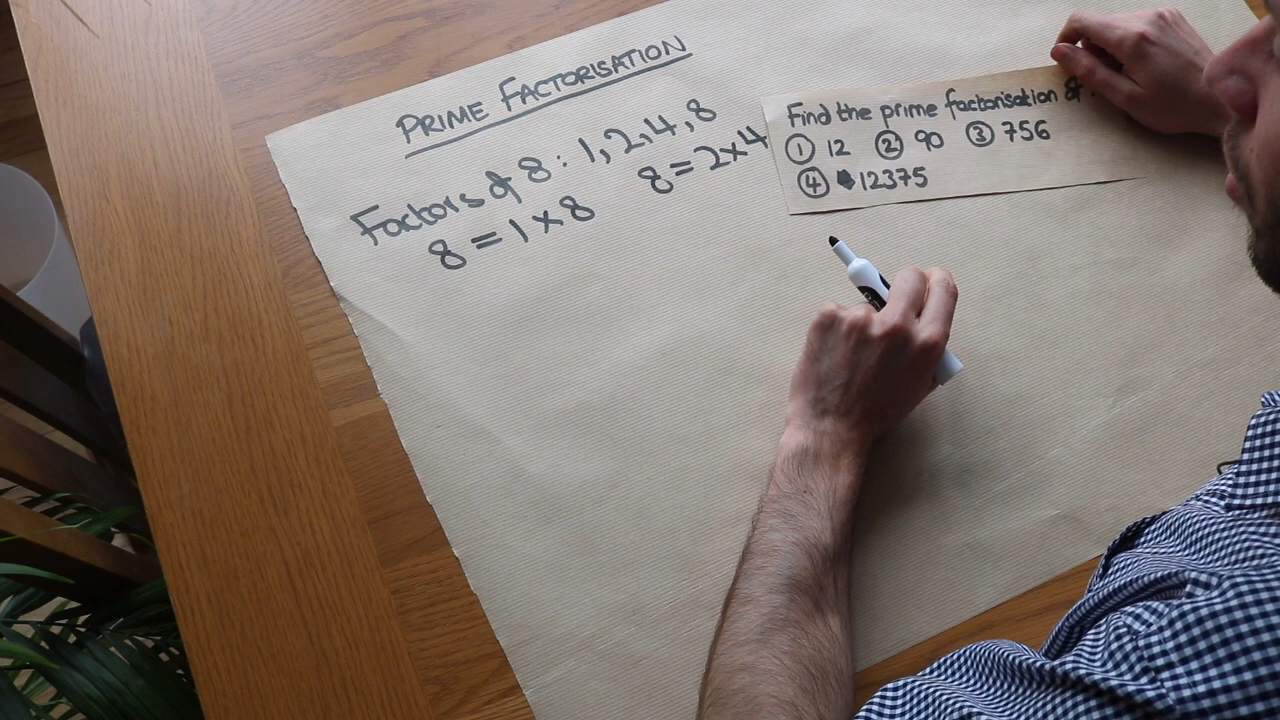 PRIME FACTORISATION
Factors of 8 : 1, 2, 4, 8
8 = 1 × 8
8 = 2 × 4
Find the prime factorisation of
① 12 ② 90 ③ 756
④ 12375